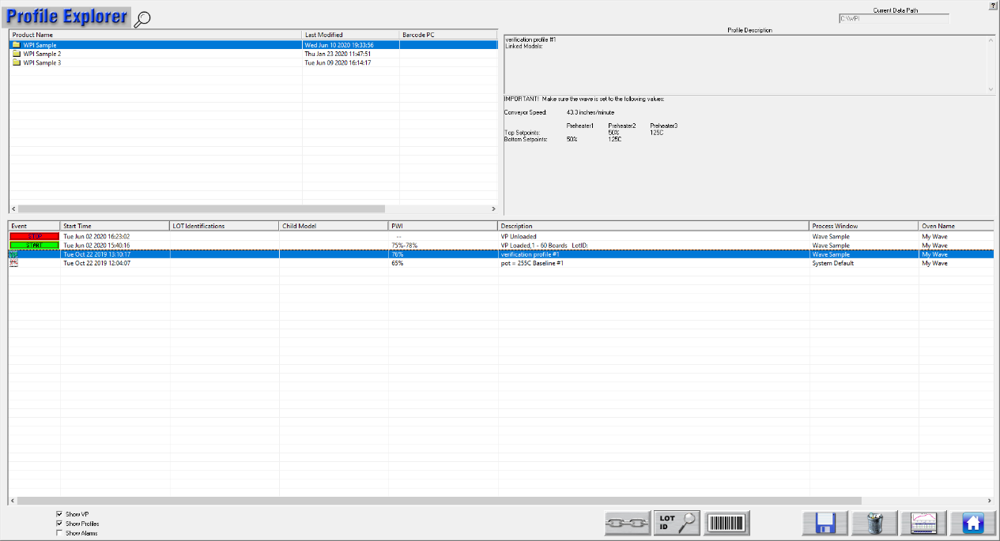 Profile Explorer
?
Current Data Path
C:\WPI
Product Name Last Modified Barcode PC
WPI Sample Wed Jun 10 2020 19:33:56
WPI Sample 2 Thu Jan 23 2020 11:47:51
WPI Sample 3 Tue Jun 09 2020 16:14:17
Profile Description
verification profile #1
Linked Models:
IMPORTANT! Make sure the wave is set to the following values:
Conveyor Speed: 43.3 inches/minute
Preheater1 Preheater2 Preheater3
Top Setpoints: 50% 125C
Bottom Setpoints: 50% 125C
Event Start Time LOT Identifications Child Model PWI Description Process Window Oven Name
STOP Tue Jun 02 2020 16:23:02 -- VP Unloaded Wave Sample My Wave
START Tue Jun 02 2020 15:40:16 75%-78% VP Loaded,1 - 60 Boards LotID: Wave Sample My Wave
Tue Oct 22 2019 13:10:17 76% verification profile #1 Wave Sample My Wave
Tue Oct 22 2019 12:04:07 65% pot = 255C Baseline #1 System Default My Wave
Show VP
Show Profiles
Show Alarms
LOT
ID